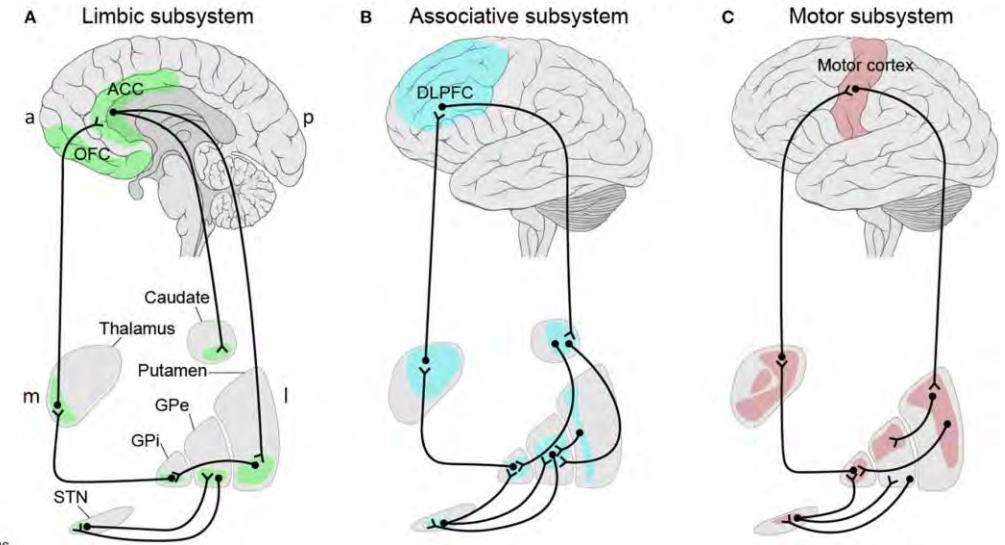 A Limbic subsystem
B Associative subsystem
C Motor subsystem
ACC
DLPFC
Motor cortex
a
p
OFC
Caudate
Thalamus
Putamen
m
l
GPe
GPi
STN